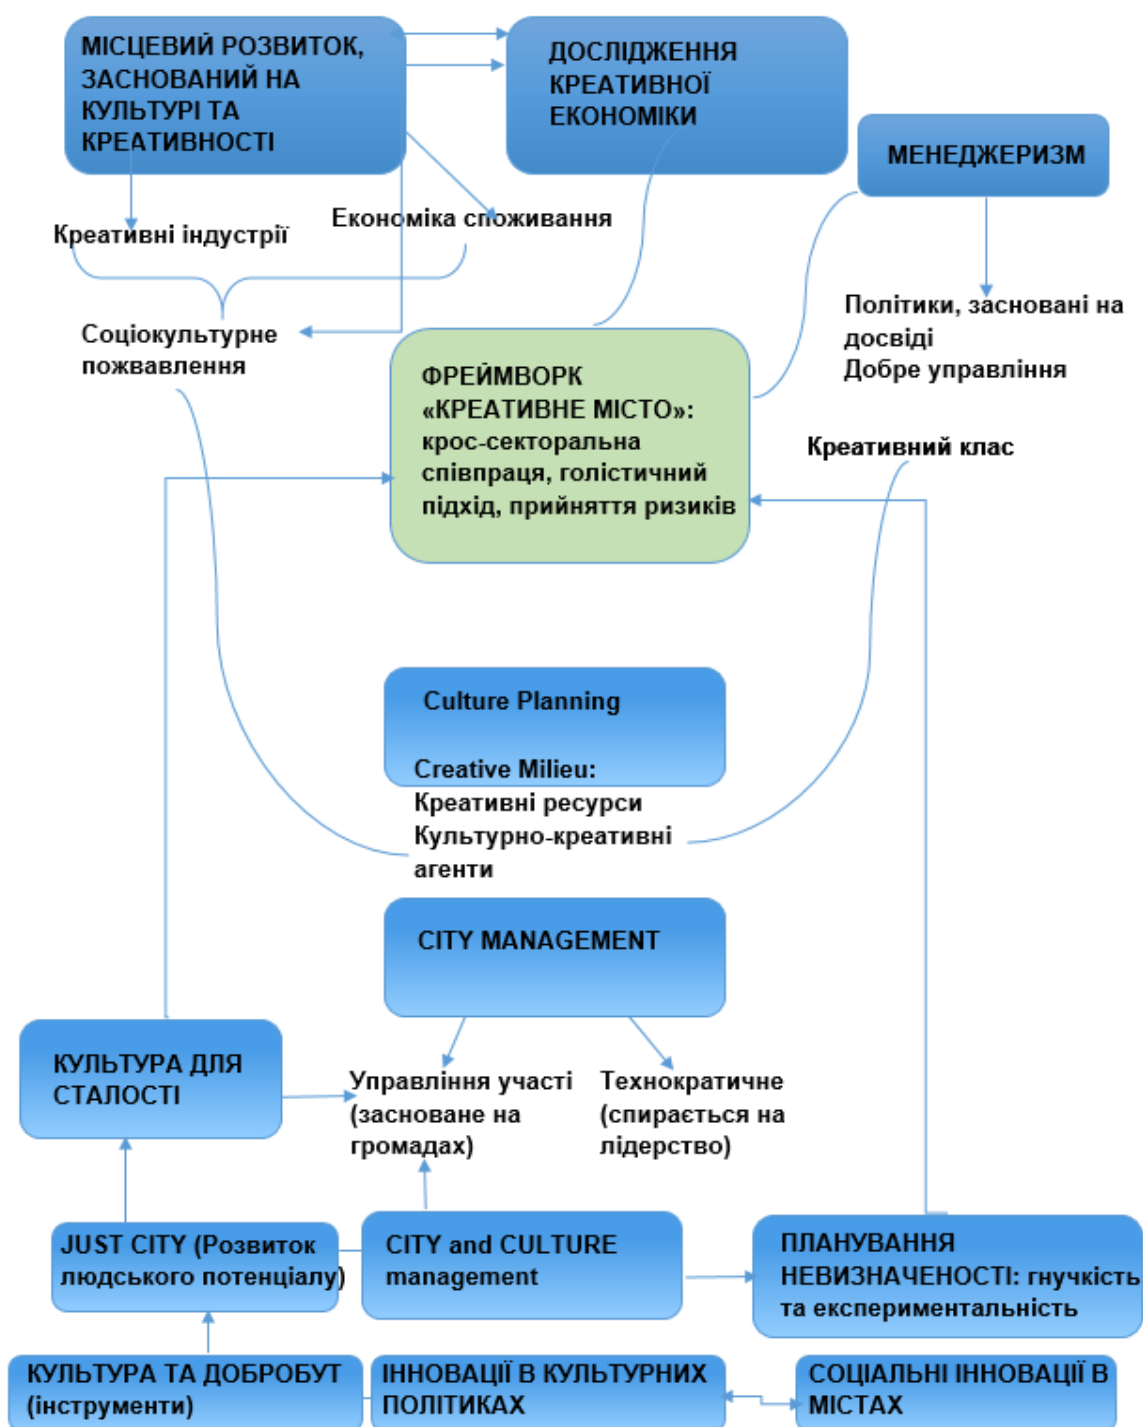 МІСЦЕВИЙ РОЗВИТОК,
ЗАСНОВАНИЙ НА
КУЛЬТУРІ ТА
КРЕАТИВНОСТІ
ДОСЛІДЖЕННЯ
КРЕАТИВНОЇ
ЕКОНОМІКИ
МЕНЕДЖЕРИЗМ
Креативні індустрії
Економіка споживання
Соціокультурне
пожвавлення
Політики, засновані на
досвіді
Добре управління
ФРЕЙМВОРК
«КРЕАТИВНЕ МІСТО»:
крос-секторальна
співпраця, голістичний
підхід, прийняття ризиків
Креативний клас
Culture Planning
Creative Milieu:
Креативні ресурси
Культурно-креативні
агенти
CITY MANAGEMENT
КУЛЬТУРА ДЛЯ
СТАЛОСТІ
Управління участі
(засноване на
громадах)
Технократичне
(спирається на
лідерство)
JUST CITY (Розвиток
людського потенціалу)
CITY and CULTURE
management
ПЛАНУВАННЯ
НЕВИЗНАЧЕНОСТІ: гнучкість
та експериментальність
КУЛЬТУРА ТА ДОБРОБУТ
(інструменти)
ІННОВАЦІЇ В КУЛЬТУРНИХ
ПОЛІТИКАХ
СОЦІАЛЬНІ ІННОВАЦІЇ В
МІСТАХ